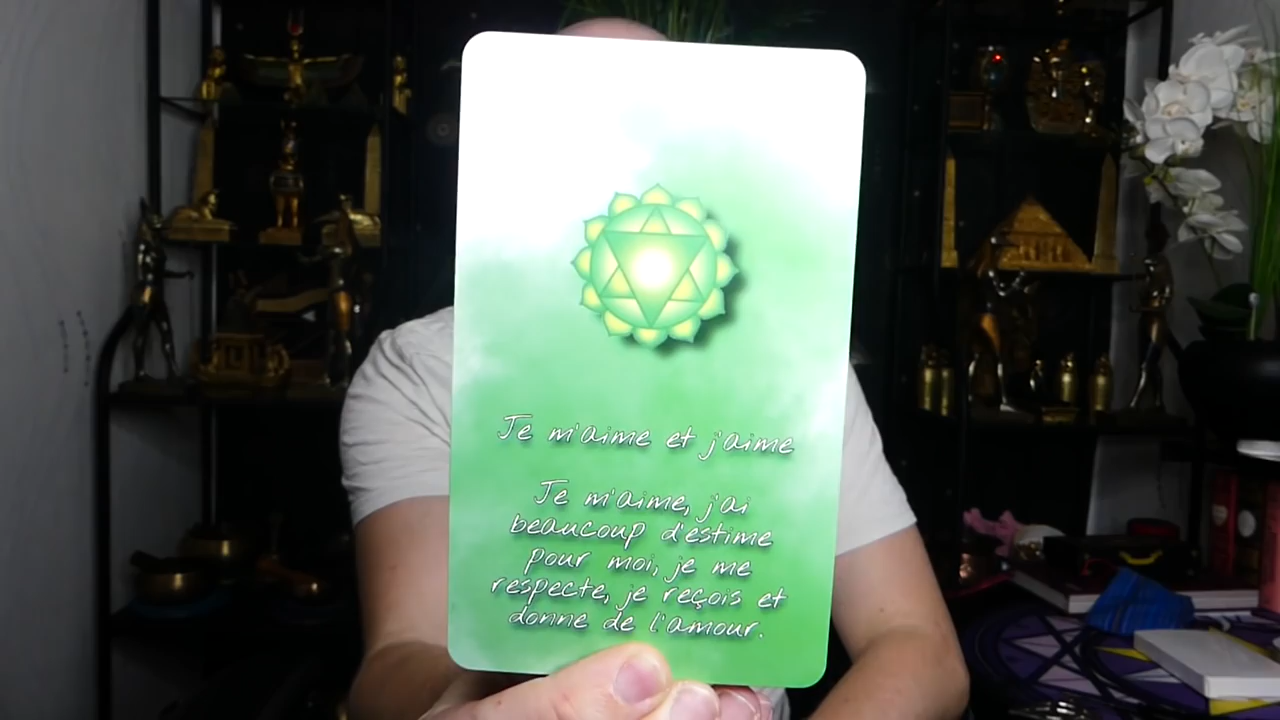 Je m'aime et j'aime
Je m'aime, j'ai
beaucoup d'estime
pour moi, je me
respecte, je reçois et
donne de l'amour.